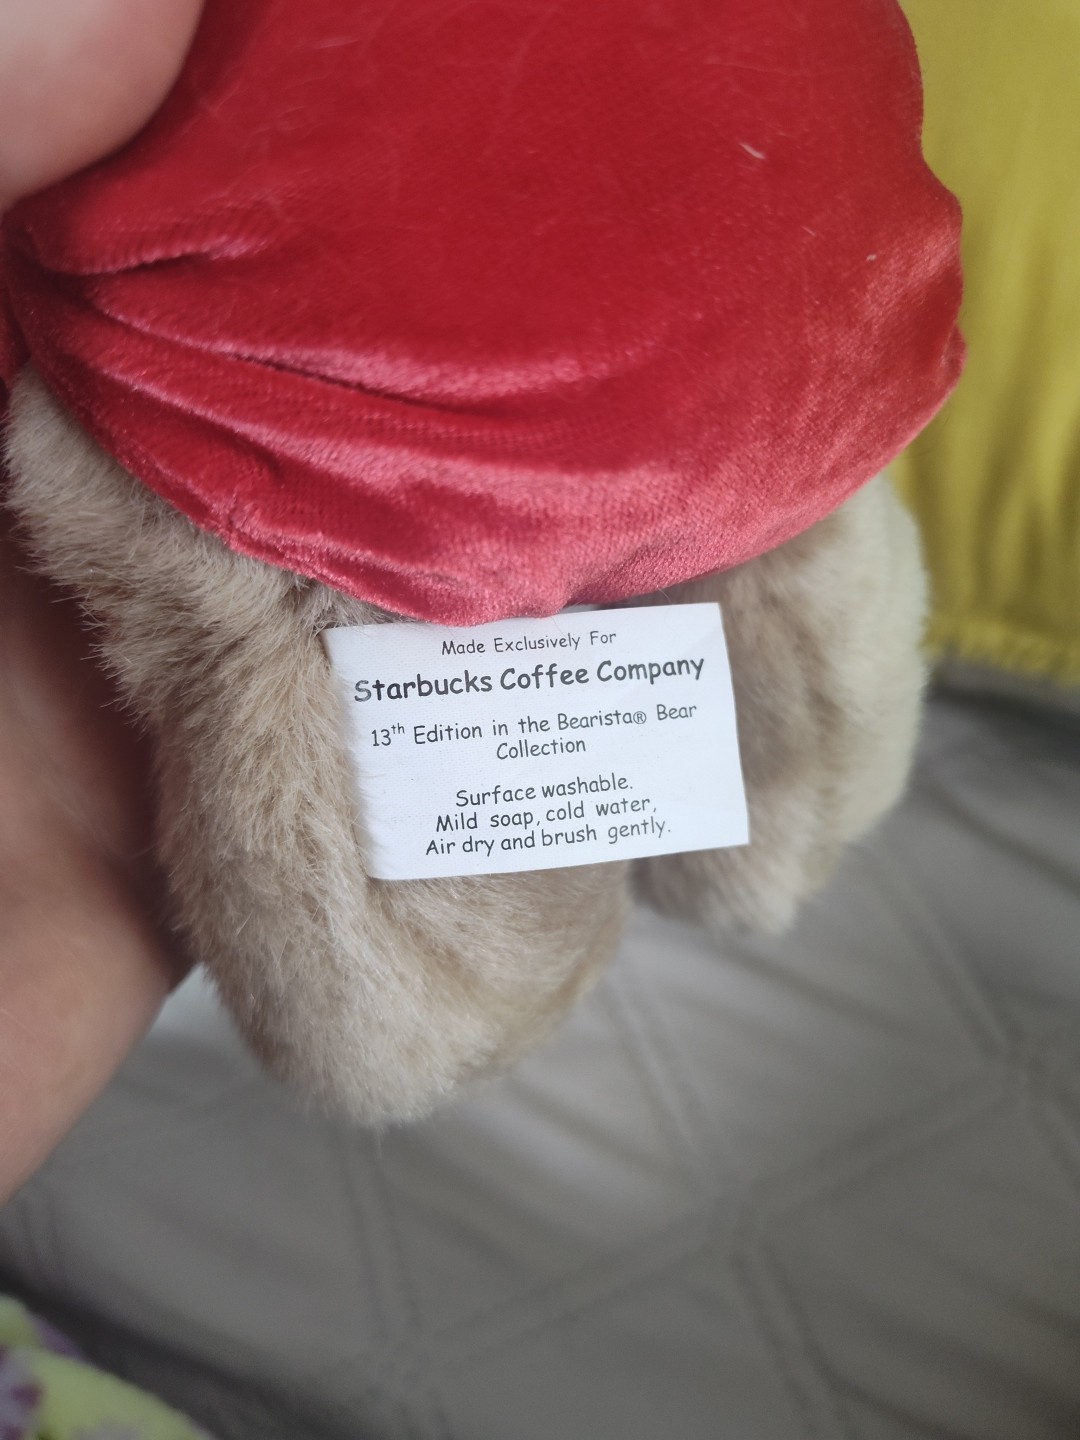 Made Exclusively For
Starbucks Coffee Company
13th Edition in the Bearista® Bear
Collection
Surface washable.
Mild soap, cold water,
Air dry and brush gently.